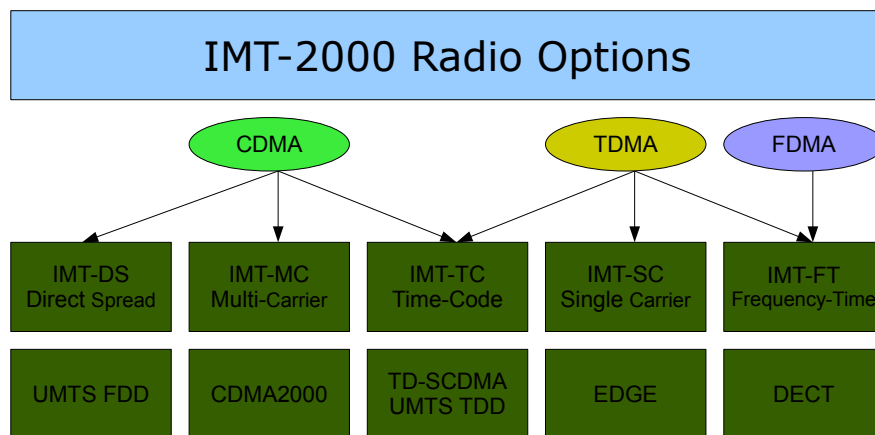 IMT-2000 Radio Options
CDMA
TDMA
FDMA
IMT-DS
Direct Spread
IMT-MC
Multi-Carrier
IMT-TC
Time-Code
IMT-SC
Single Carrier
IMT-FT
Frequency-Time
UMTS FDD
CDMA2000
TD-SCDMA
UMTS TDD
EDGE
DECT